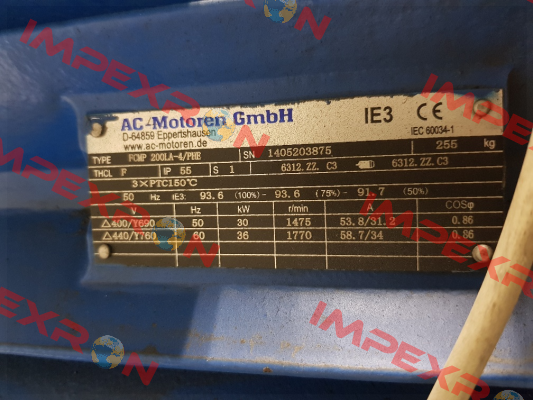 AC-Motoren GmbH IE3 CE
D-64859 Eppertshausen
www.ac-motoren.de IEC 60034-1
TYPE FCMP 200LA-4/PHE SN 1405203875 255 kg
THCL F IP 55 S 1 6312.ZZ.C3 6312.ZZ.C3
3×PTC150℃
50 Hz IE3: 93.6 (100%)- 93.6 (75%)- 91.7 (50%)
V Hz kW r/min A COSφ
△400/Y690 50 30 1475 53.8/31.2 0.86
△440/Y760 60 36 1770 58.7/34 0.86
IMPEXRON
IMPEXRON
IMPEXRON
IMPEXRON